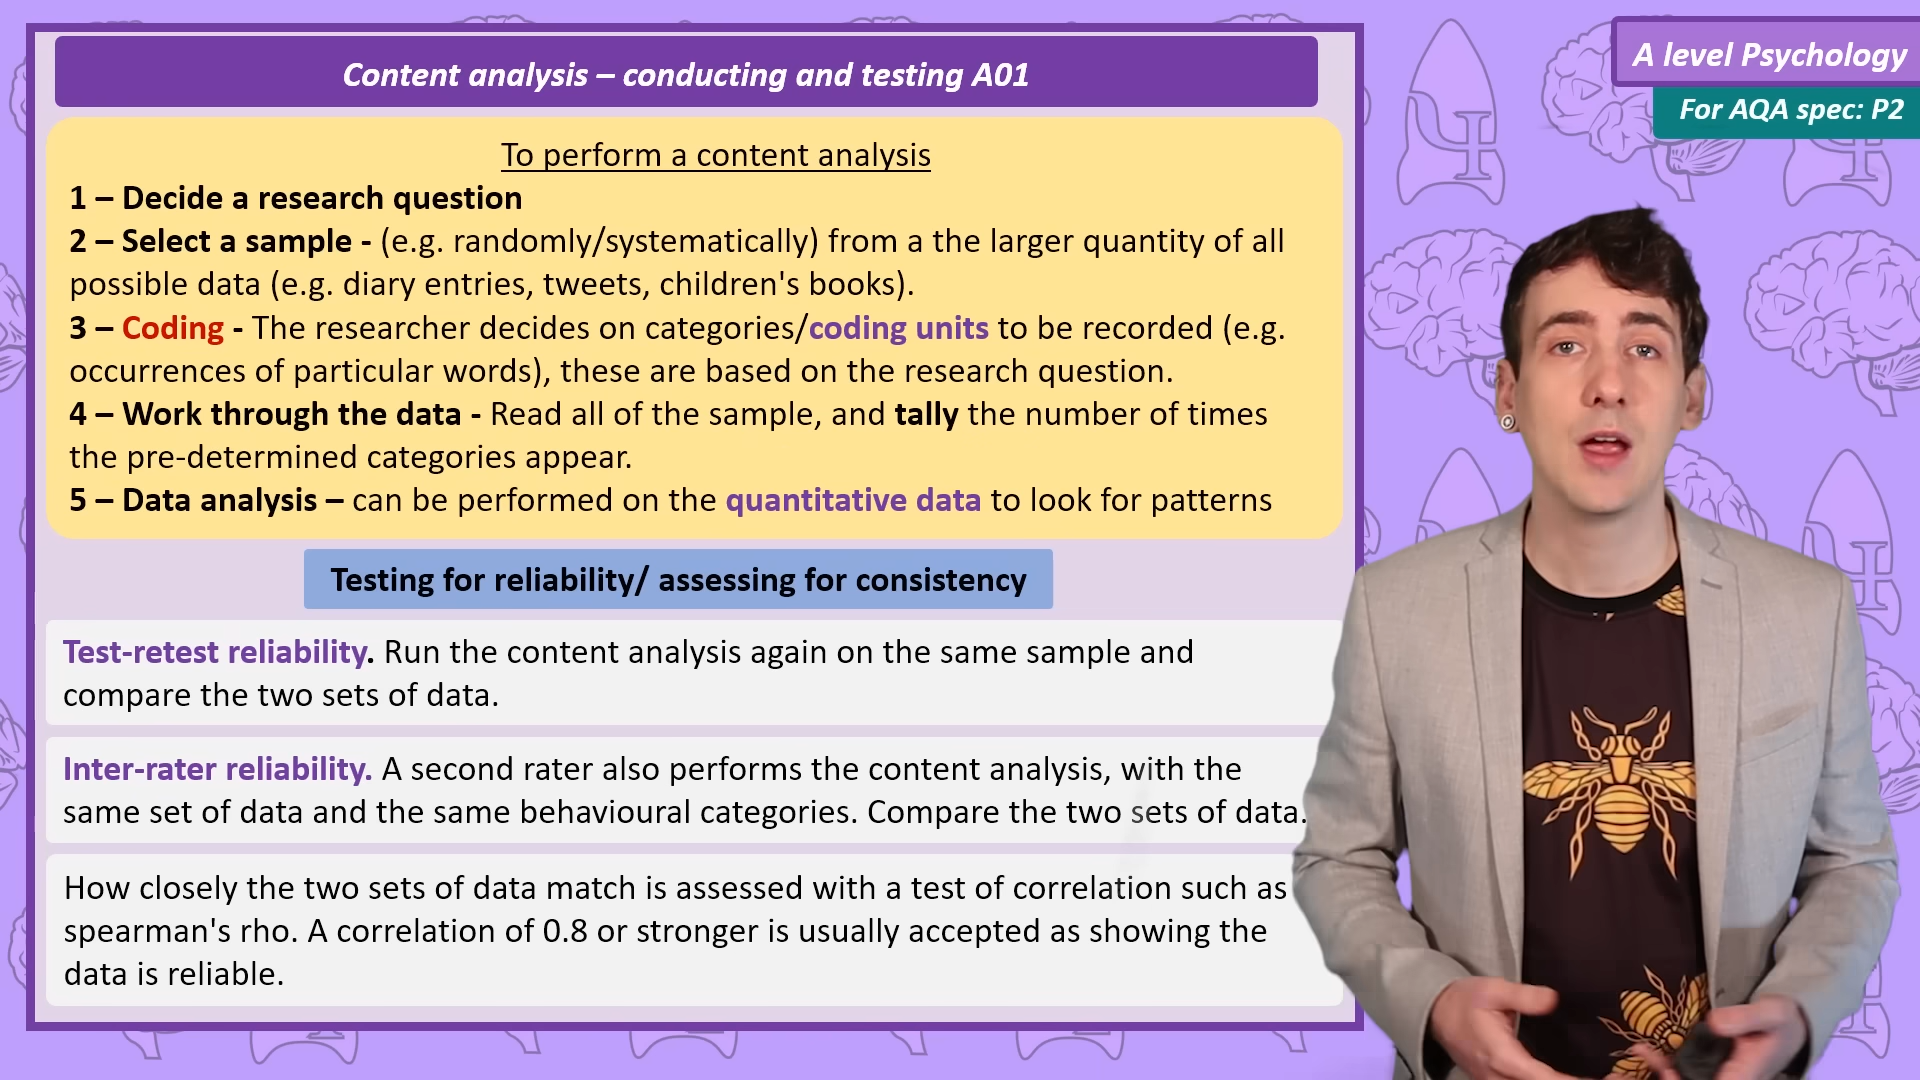 Content analysis – conducting and testing A01
A level Psychology
For AQA spec: P2
To perform a content analysis
1 – Decide a research question
2 – Select a sample - (e.g. randomly/systematically) from a the larger quantity of all
possible data (e.g. diary entries, tweets, children's books).
3 – Coding - The researcher decides on categories/coding units to be recorded (e.g.
occurrences of particular words), these are based on the research question.
4 – Work through the data - Read all of the sample, and tally the number of times
the pre-determined categories appear.
5 – Data analysis – can be performed on the quantitative data to look for patterns
Testing for reliability/ assessing for consistency
Test-retest reliability. Run the content analysis again on the same sample and
compare the two sets of data.
Inter-rater reliability. A second rater also performs the content analysis, with the
same set of data and the same behavioural categories. Compare the two sets of data.
How closely the two sets of data match is assessed with a test of correlation such as
spearman's rho. A correlation of 0.8 or stronger is usually accepted as showing the
data is reliable.